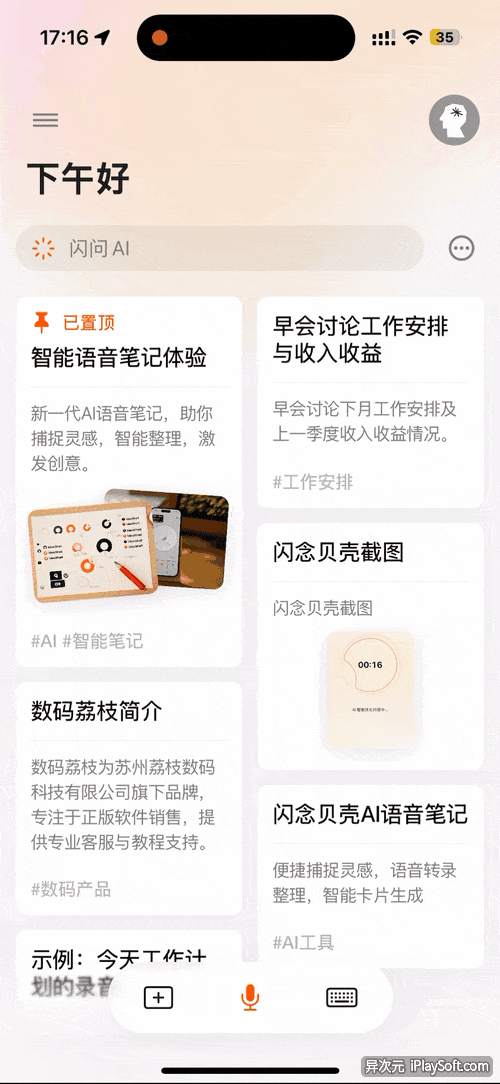 17:16
35
下午好
闪问 AI
已置顶
智能语音笔记体验
新一代AI语音笔记，助你
捕捉灵感，智能整理，激
发创意。
#AI #智能笔记
数码荔枝简介
数码荔枝为苏州荔枝数码
科技有限公司旗下品牌，
专注于正版软件销售，提
供专业客服与教程支持。
#数码产品
示例：今天工作计
划的录音
早会讨论工作安排
与收入收益
早会讨论下月工作安排及
上一季度收入收益情况。
#工作安排
闪念贝壳截图
闪念贝壳截图
00:16
闪念贝壳AI语音笔记
便捷捕捉灵感，语音转录
整理，智能卡片生成
#AI工具
异次元 iPlaySoft.com